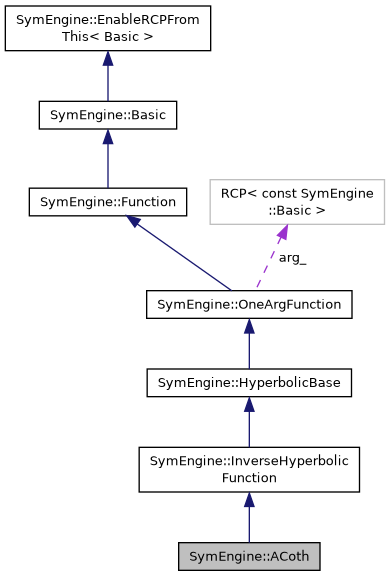 SymEngine::EnableRCPFrom
This< Basic >
SymEngine::Basic
SymEngine::Function
RCP< const SymEngine
::Basic >
arg_
SymEngine::OneArgFunction
SymEngine::HyperbolicBase
SymEngine::InverseHyperbolic
Function
SymEngine::ACoth